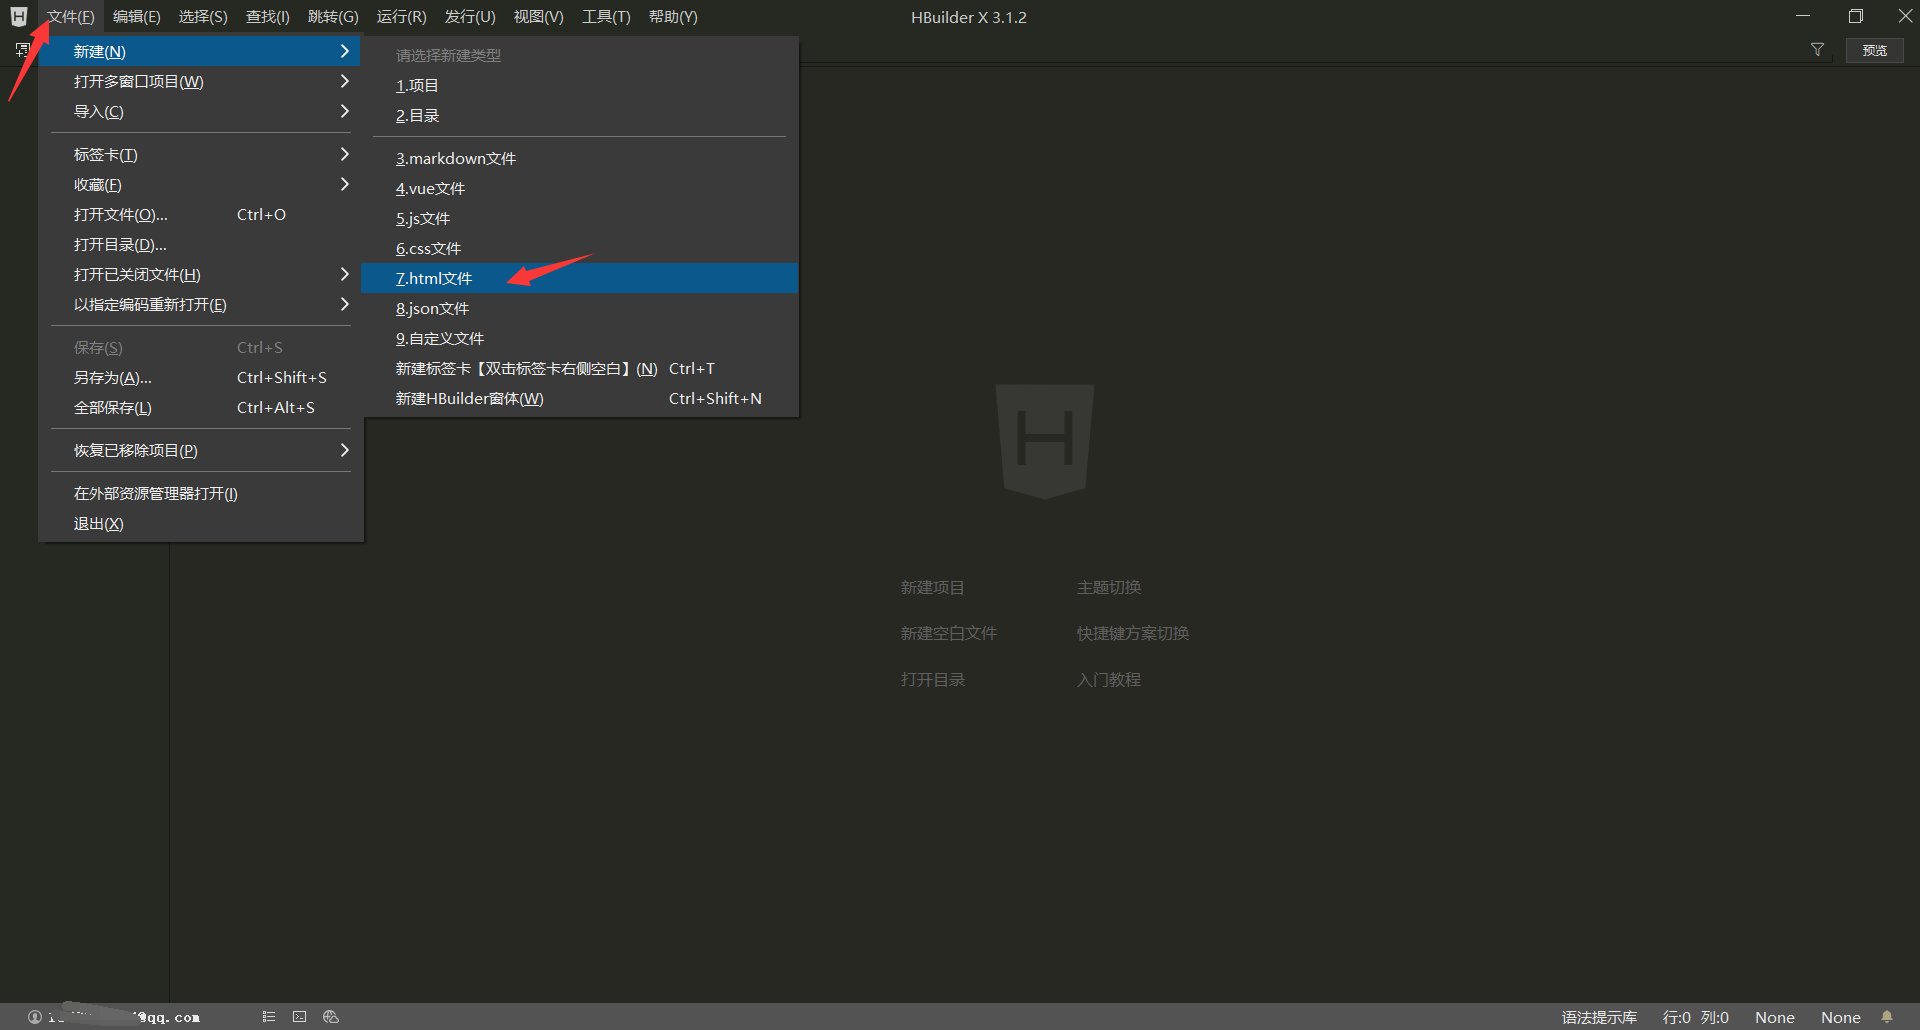 文件(F) 编辑(E) 选择(S) 查找(I) 跳转(G) 运行(R) 发行(U) 视图(V) 工具(T) 帮助(Y) HBuilder X 3.1.2
预览
新建(N)
打开多窗口项目(W)
导入(C)
标签卡(T)
收藏(F)
打开文件(O)... Ctrl+O
打开目录(D)...
打开已关闭文件(H)
以指定编码重新打开(E)
保存(S) Ctrl+S
另存为(A)... Ctrl+Shift+S
全部保存(L) Ctrl+Alt+S
恢复已移除项目(P)
在外部资源管理器打开(I)
退出(X)
请选择新建类型
1.项目
2.目录
3.markdown文件
4.vue文件
5.js文件
6.css文件
7.html文件
8.json文件
9.自定义文件
新建标签卡【双击标签卡右侧空白】(N) Ctrl+T
新建HBuilder窗体(W) Ctrl+Shift+N
H
新建项目 主题切换
新建空白文件 快捷键方案切换
打开目录 入门教程
@qq.com 语法提示库 行:0 列:0 None None